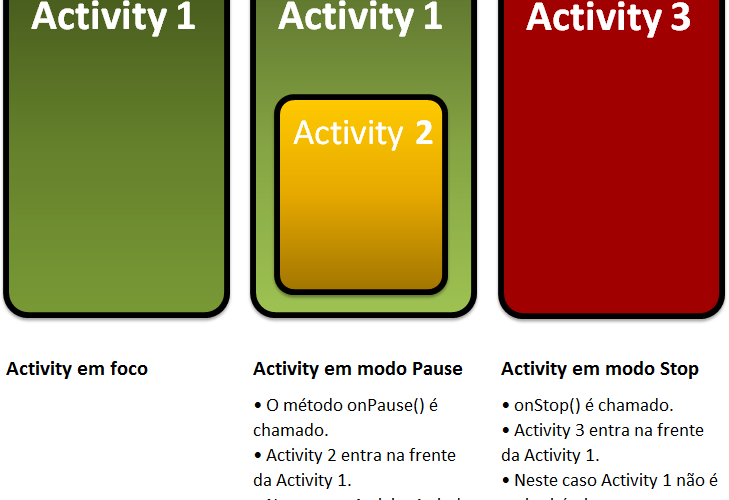 Activity 1
Activity 1
Activity 3
Activity 2
Activity em foco
Activity em modo Pause
Activity em modo Stop
• O método onPause() é
chamado.
• Activity 2 entra na frente
da Activity 1.
• onStop() é chamado.
• Activity 3 entra na frente
da Activity 1.
• Neste caso Activity 1 não é